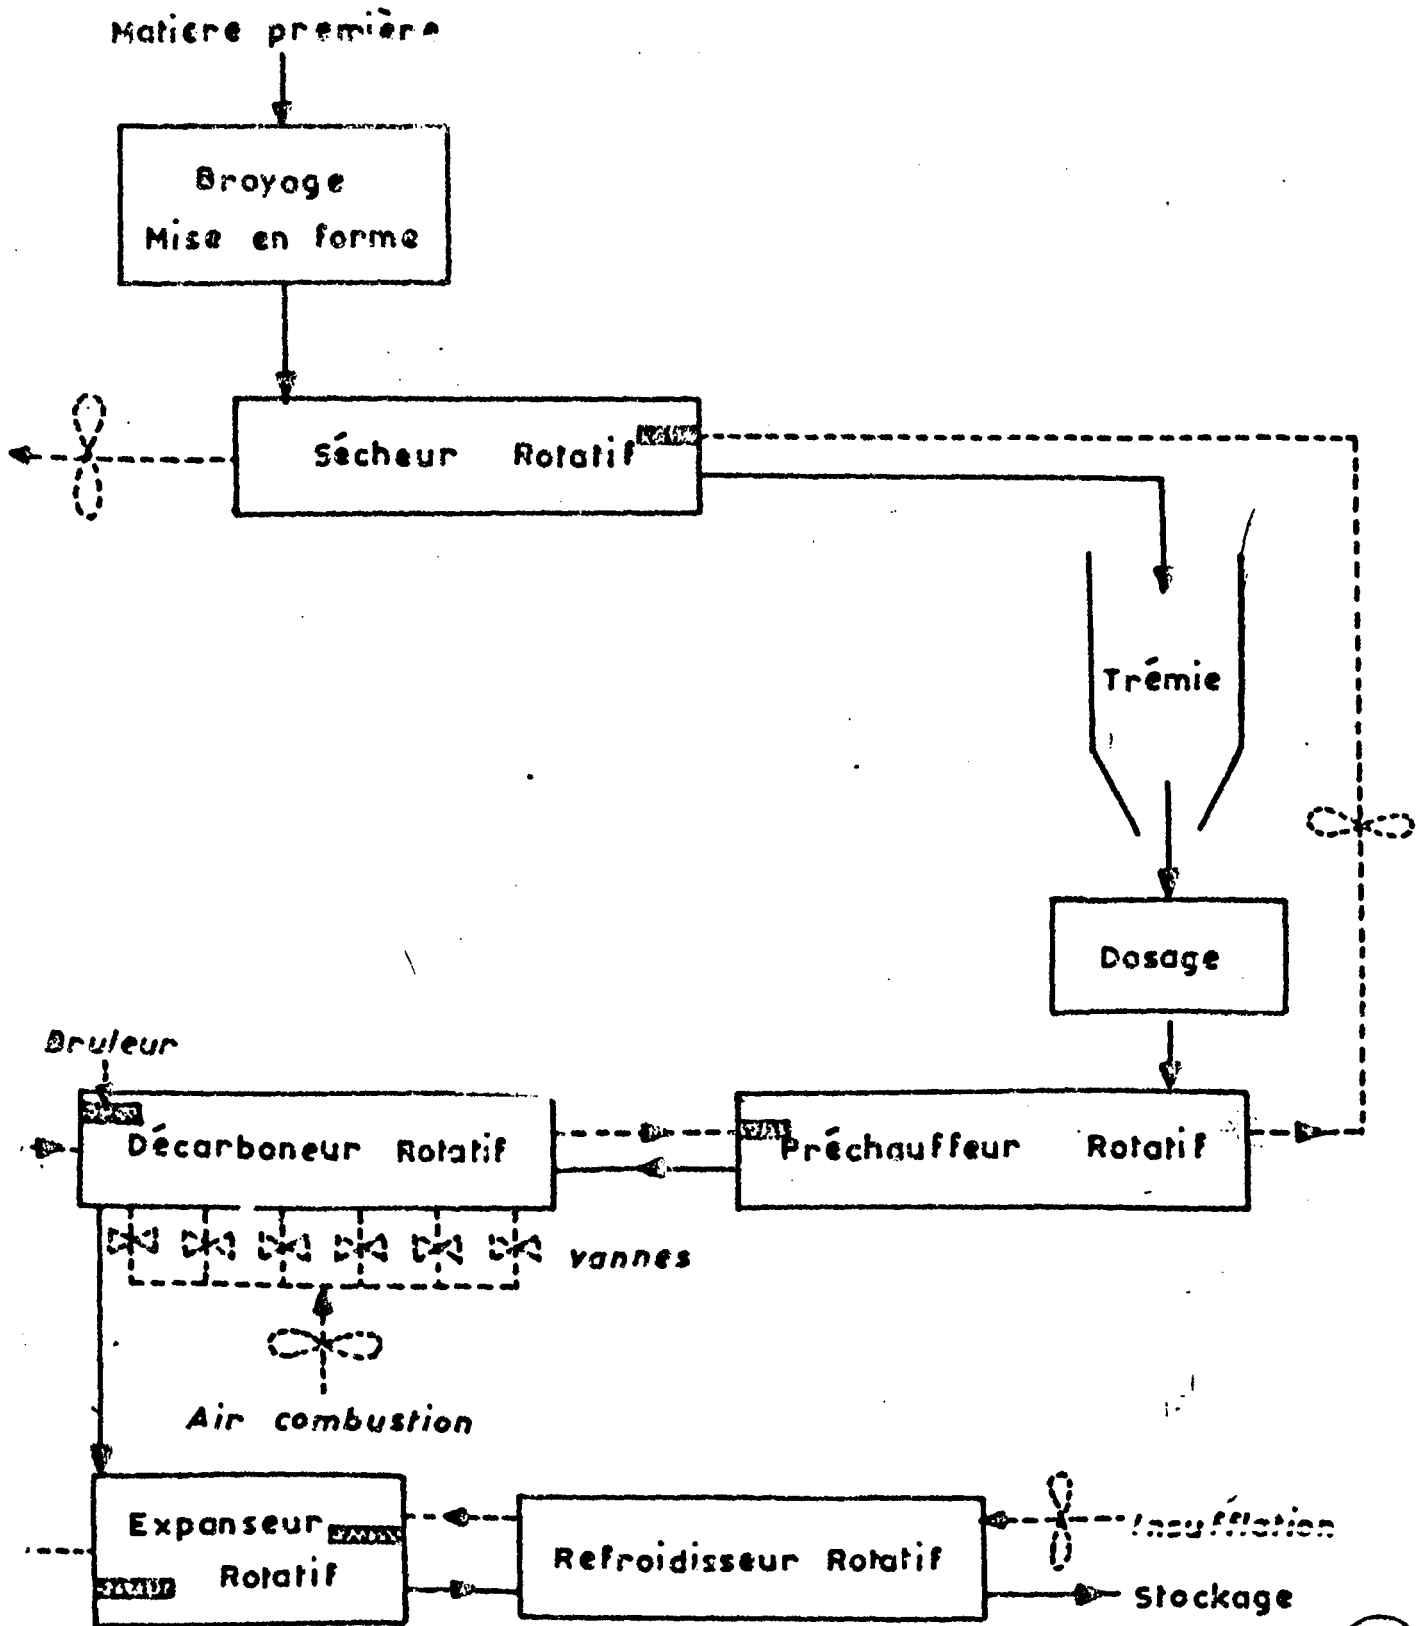 Matière première
Broyage
Mise en forme
Sécheur Rotatif
Trémie
Dosage
Bruleur
Décarboneur Rotatif
Préchauffeur Rotatif
vannes
Air combustion
Expanseur
Rotatif
Refroidisseur Rotatif
Insufflation
Stockage